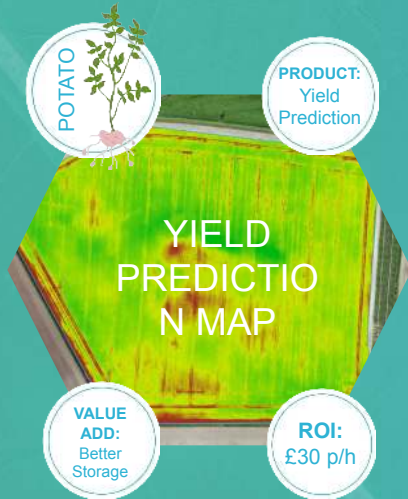 POTATO
PRODUCT:
Yield
Prediction
YIELD
PREDICTIO
N MAP
VALUE
ADD:
Better
Storage
ROI:
£30 p/h